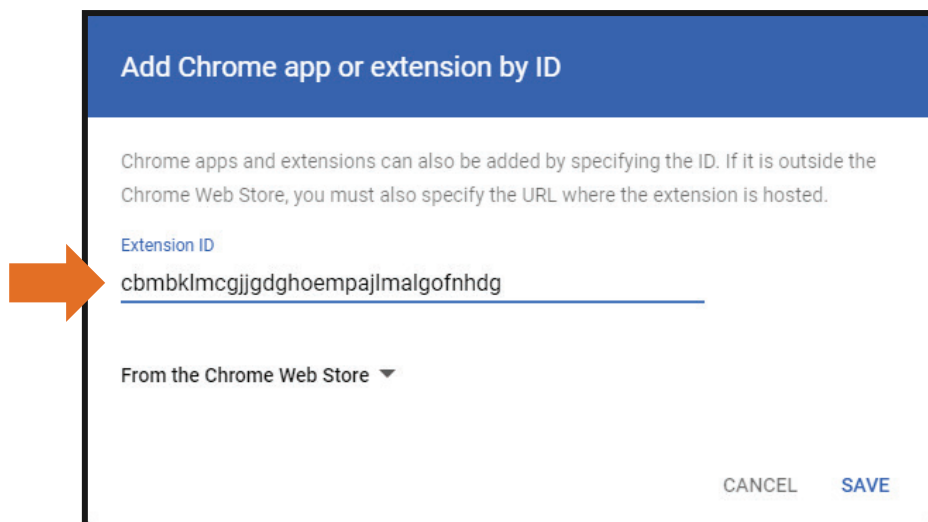 Add Chrome app or extension by ID
Chrome apps and extensions can also be added by specifying the ID. If it is outside the
Chrome Web Store, you must also specify the URL where the extension is hosted.
Extension ID
cbmbklmcgjjgdghoempajlmalgofnhdg
From the Chrome Web Store
CANCEL SAVE